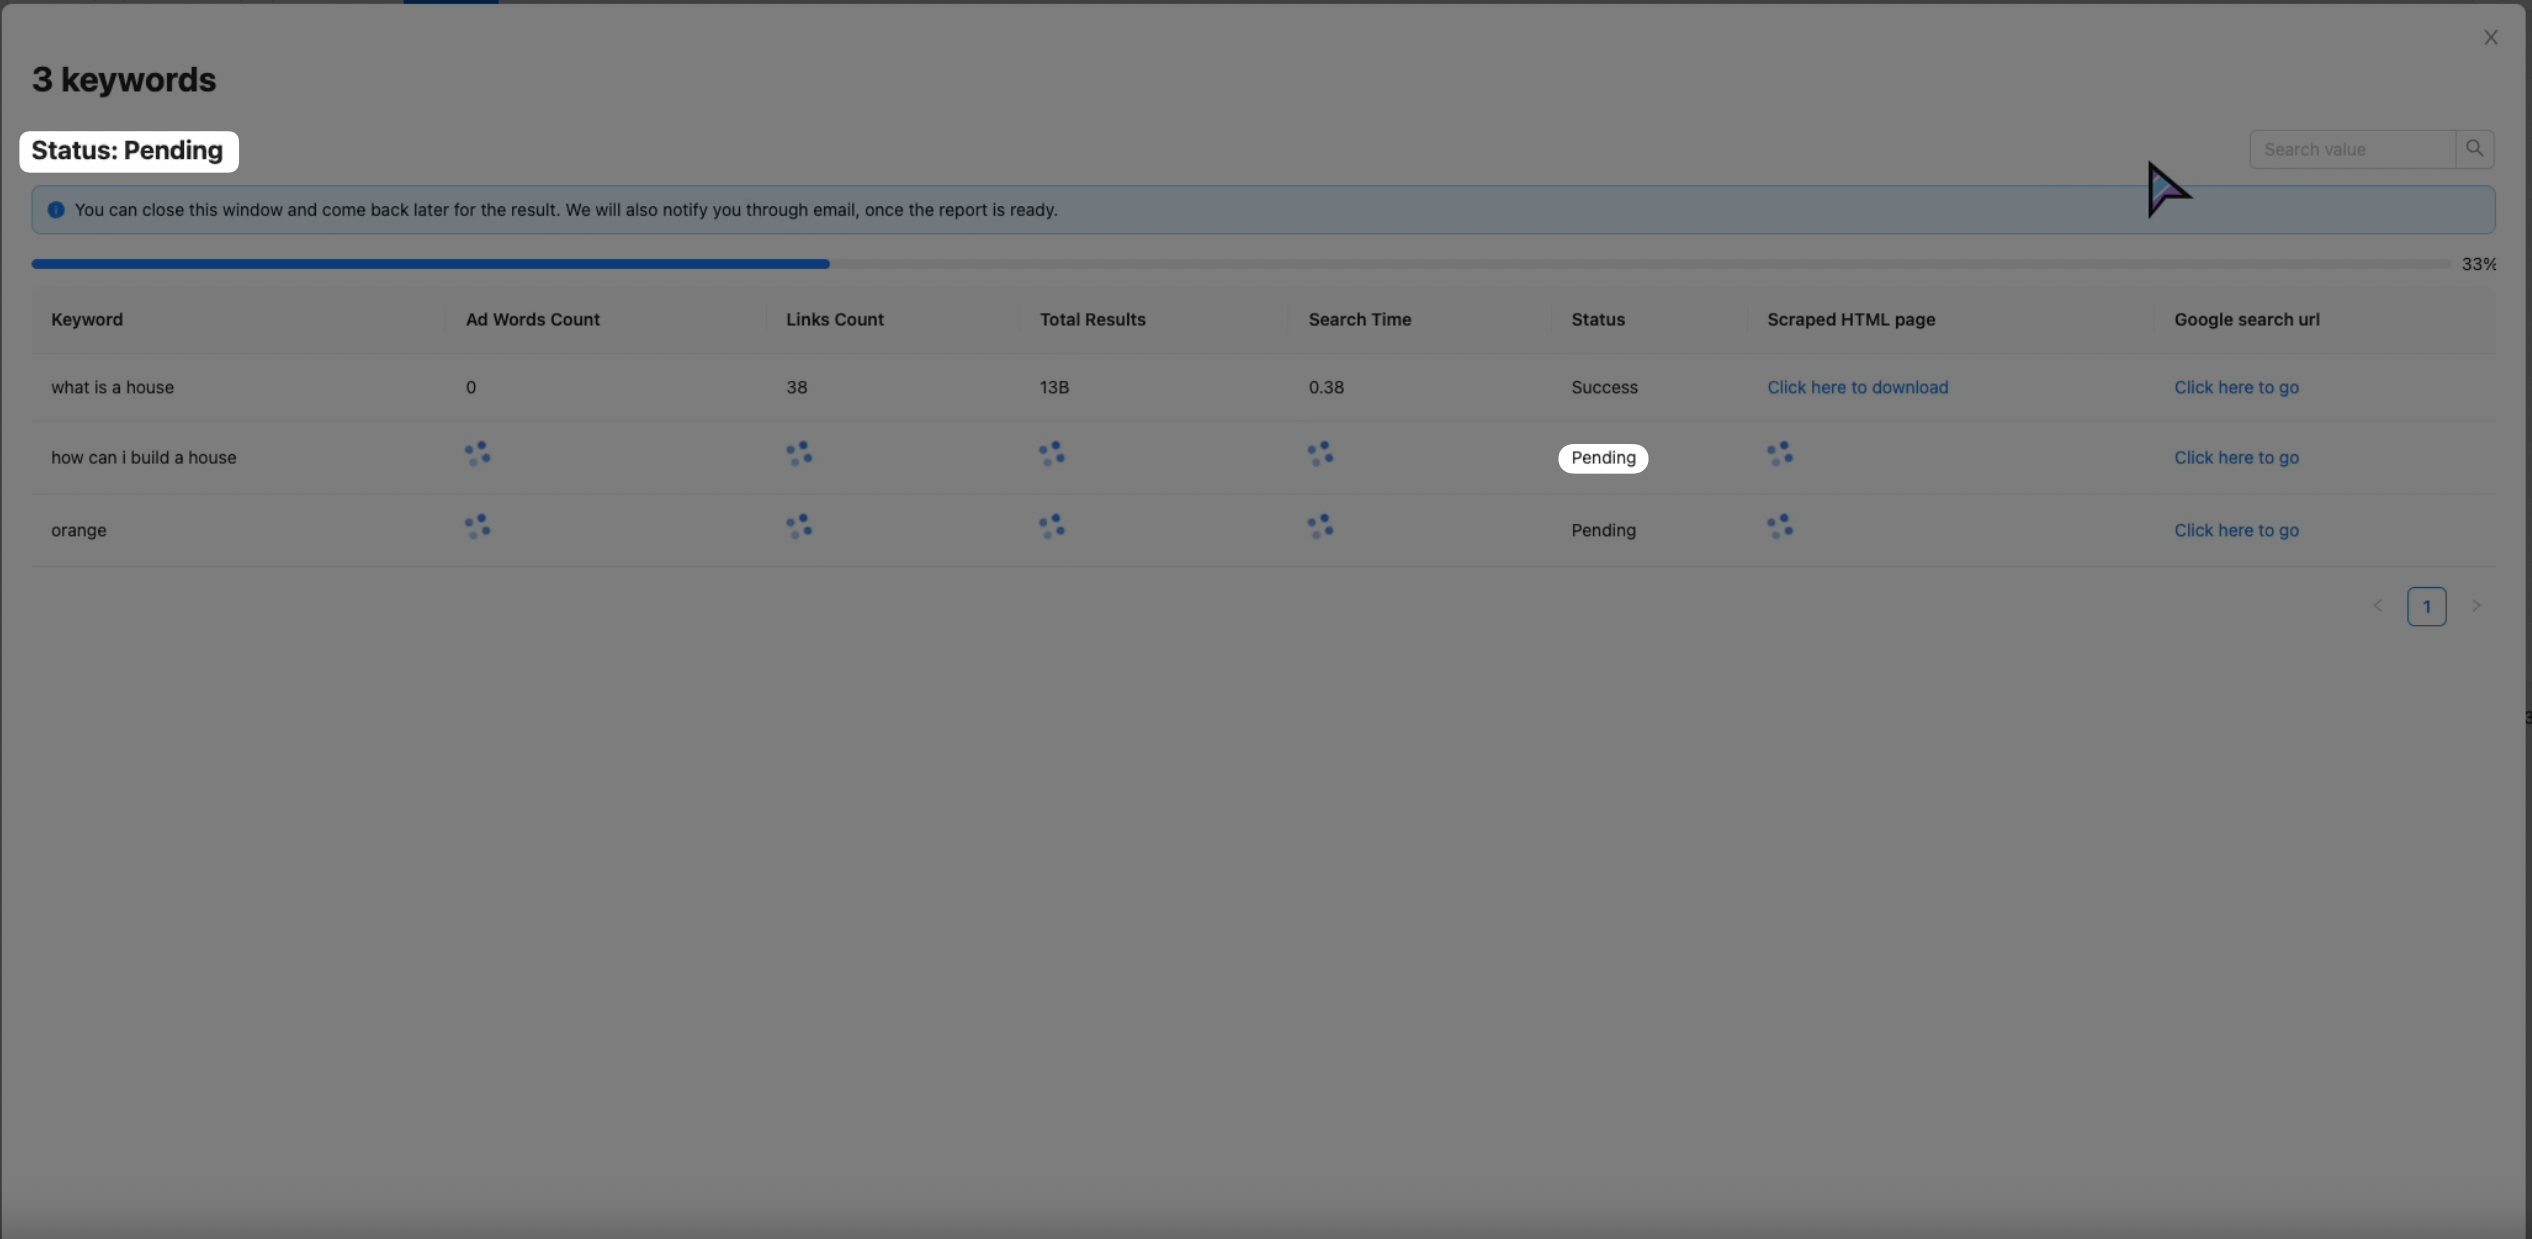 3 keywords
Status: Pending
Search value
You can close this window and come back later for the result. We will also notify you through email, once the report is ready.
33%
Keyword Ad Words Count Links Count Total Results Search Time Status Scraped HTML page Google search url
what is a house 0 38 13B 0.38 Success Click here to download Click here to go
how can i build a house Pending Click here to go
orange Pending Click here to go
1